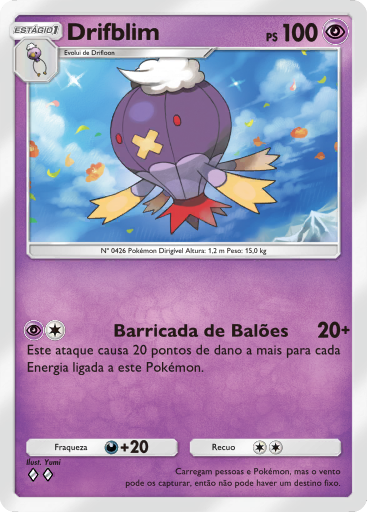 ESTÁGIO 1
Drifblim
PS 100
Evolui de Drifloon
Nº 0426 Pokémon Dirigível Altura: 1,2 m Peso: 15,0 kg
Barricada de Balões 20+
Este ataque causa 20 pontos de dano a mais para cada
Energia ligada a este Pokémon.
Fraqueza +20
Recuo
Ilust. Yumi
Carregam pessoas e Pokémon, mas o vento
pode os capturar, então não pode haver um destino fixo.